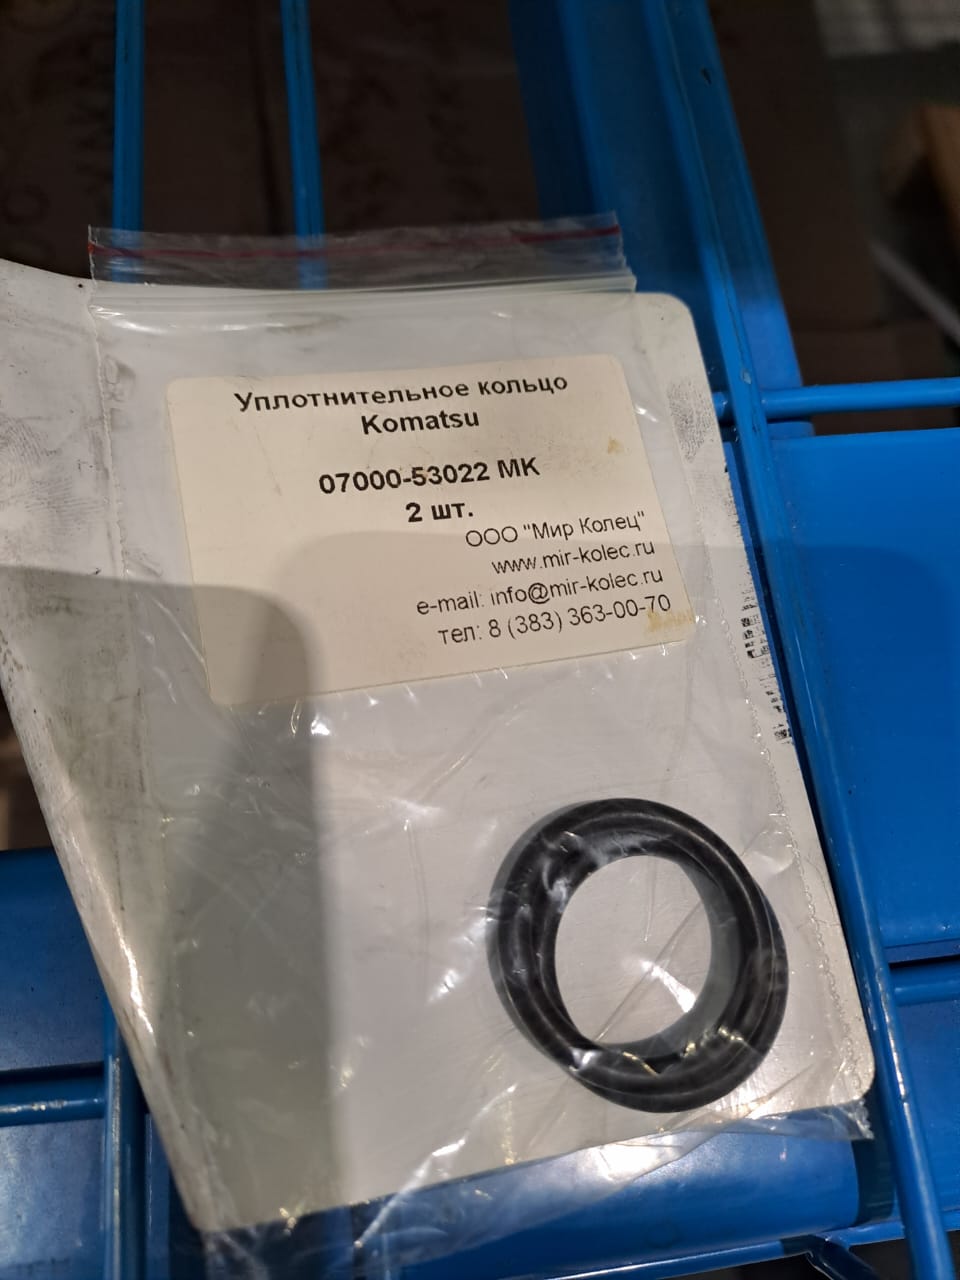 Уплотнительное кольцо
Komatsu
07000-53022 МК
2 шт.
ООО "Мир Колец"
www.mir-kolec.ru
e-mail: info@mir-kolec.ru
тел: 8 (383) 363-00-70